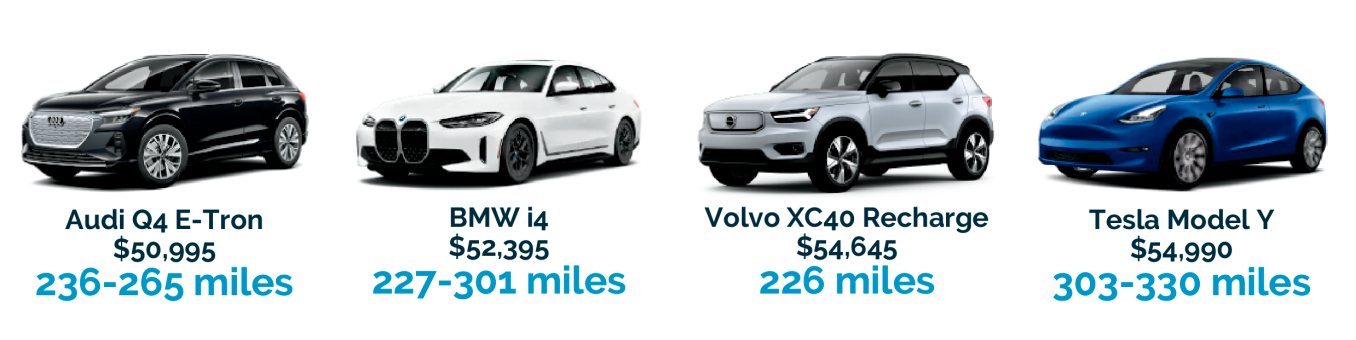 Audi Q4 E-Tron
$50,995
236-265 miles
BMW i4
$52,395
227-301 miles
Volvo XC40 Recharge
$54,645
226 miles
Tesla Model Y
$54,990
303-330 miles